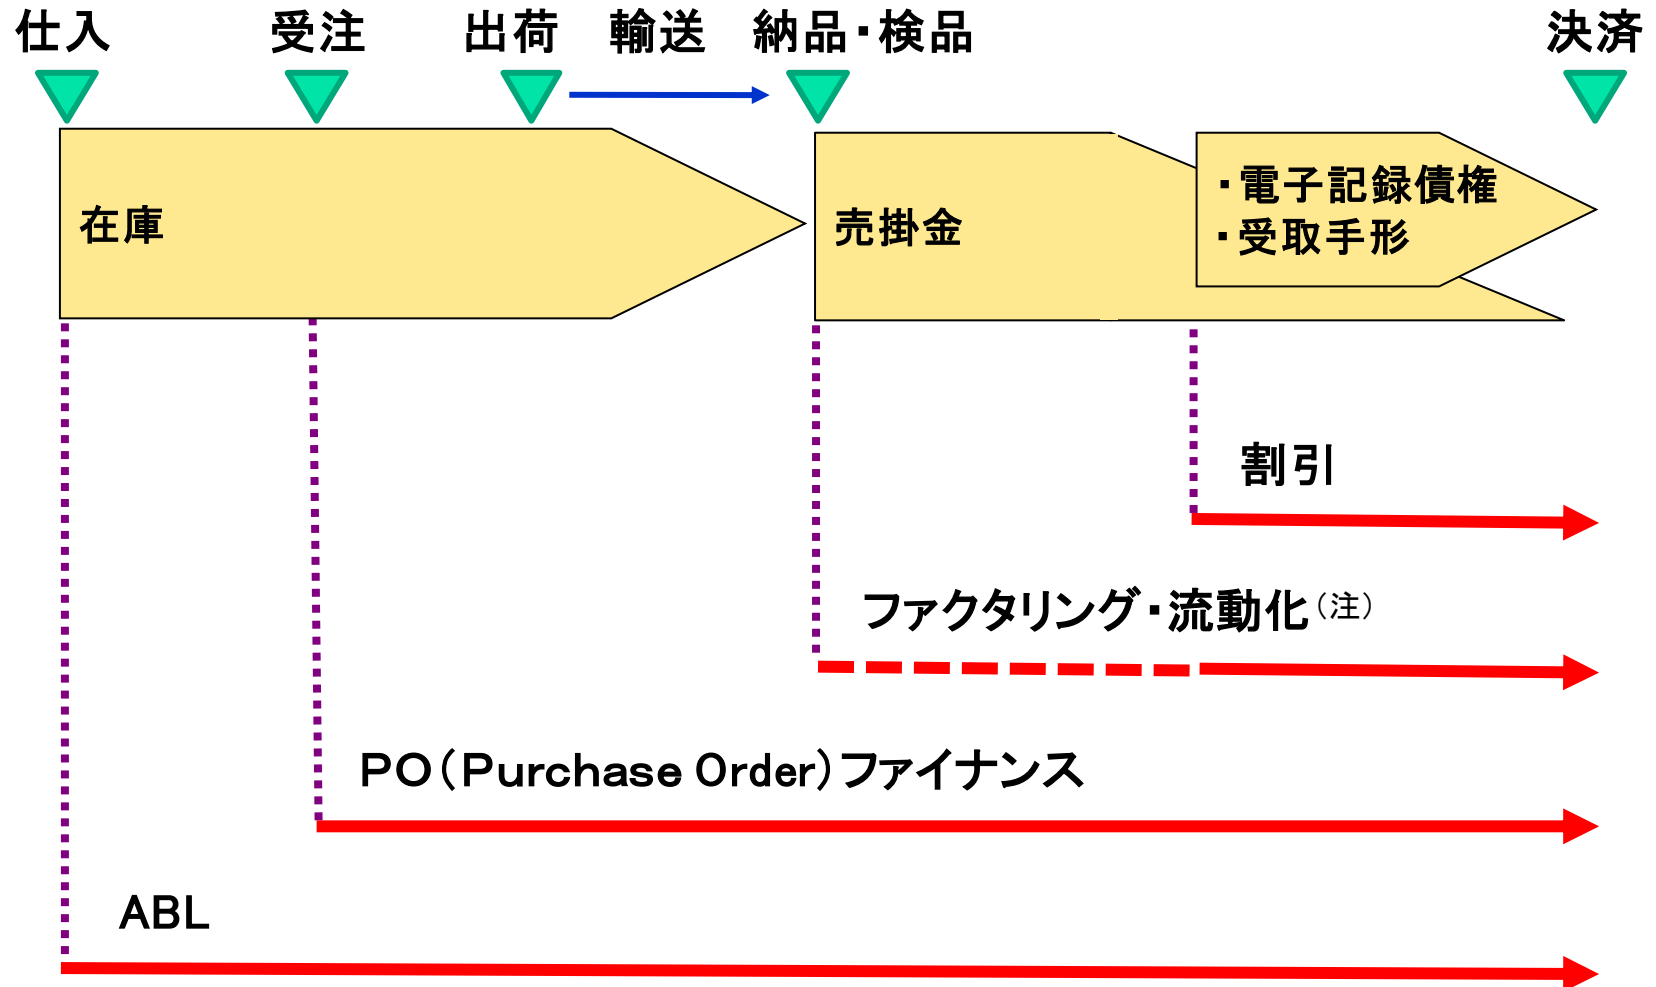 仕入 受注 出荷 輸送 納品・検品 決済
在庫
売掛金
・電子記録債権
・受取手形
割引
ファクタリング・流動化(注)
PO(Purchase Order)ファイナンス
ABL